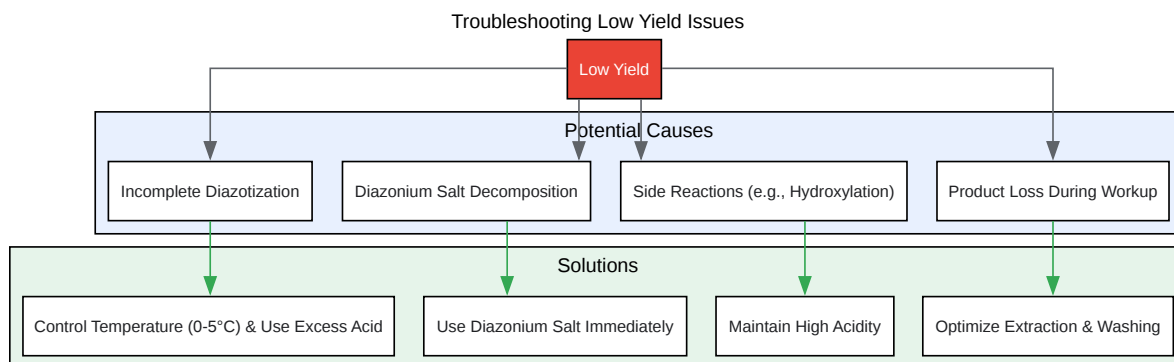 Troubleshooting Low Yield Issues
Low Yield
Potential Causes
Incomplete Diazotization
Diazonium Salt Decomposition
Side Reactions (e.g., Hydroxylation)
Product Loss During Workup
Solutions
Control Temperature (0-5°C) & Use Excess Acid
Use Diazonium Salt Immediately
Maintain High Acidity
Optimize Extraction & Washing